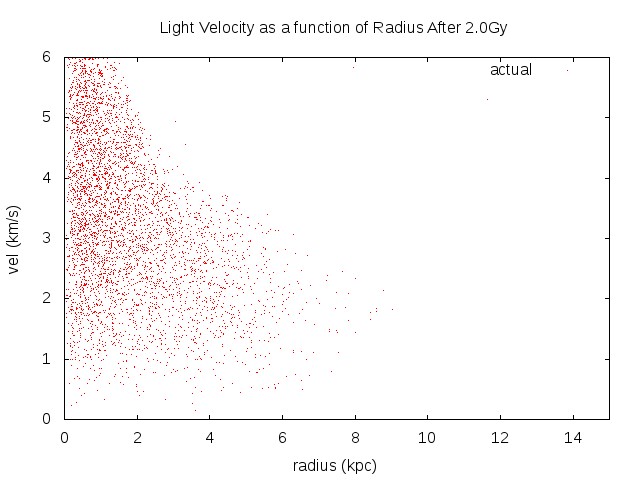 Light Velocity as a function of Radius After 2.0Gy
actual
6
5
4
3
2
1
0
vel (km/s)
0 2 4 6 8 10 12 14
radius (kpc)